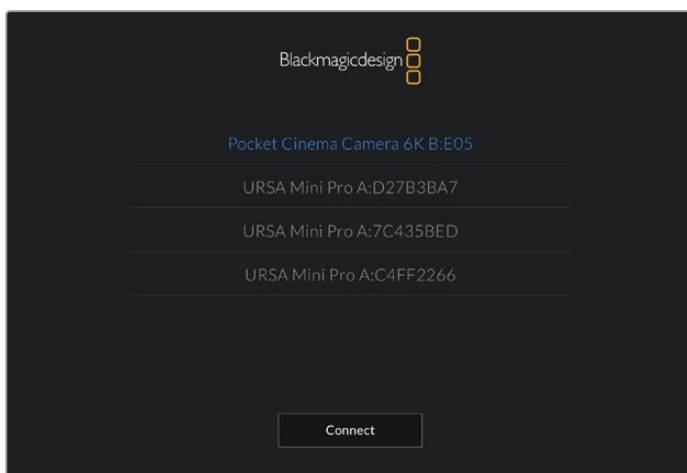 Blackmagicdesign
Pocket Cinema Camera 6K B:E05
URSA Mini Pro A:D27B3BA7
URSA Mini Pro A:7C435BED
URSA Mini Pro A:C4FF2266
Connect